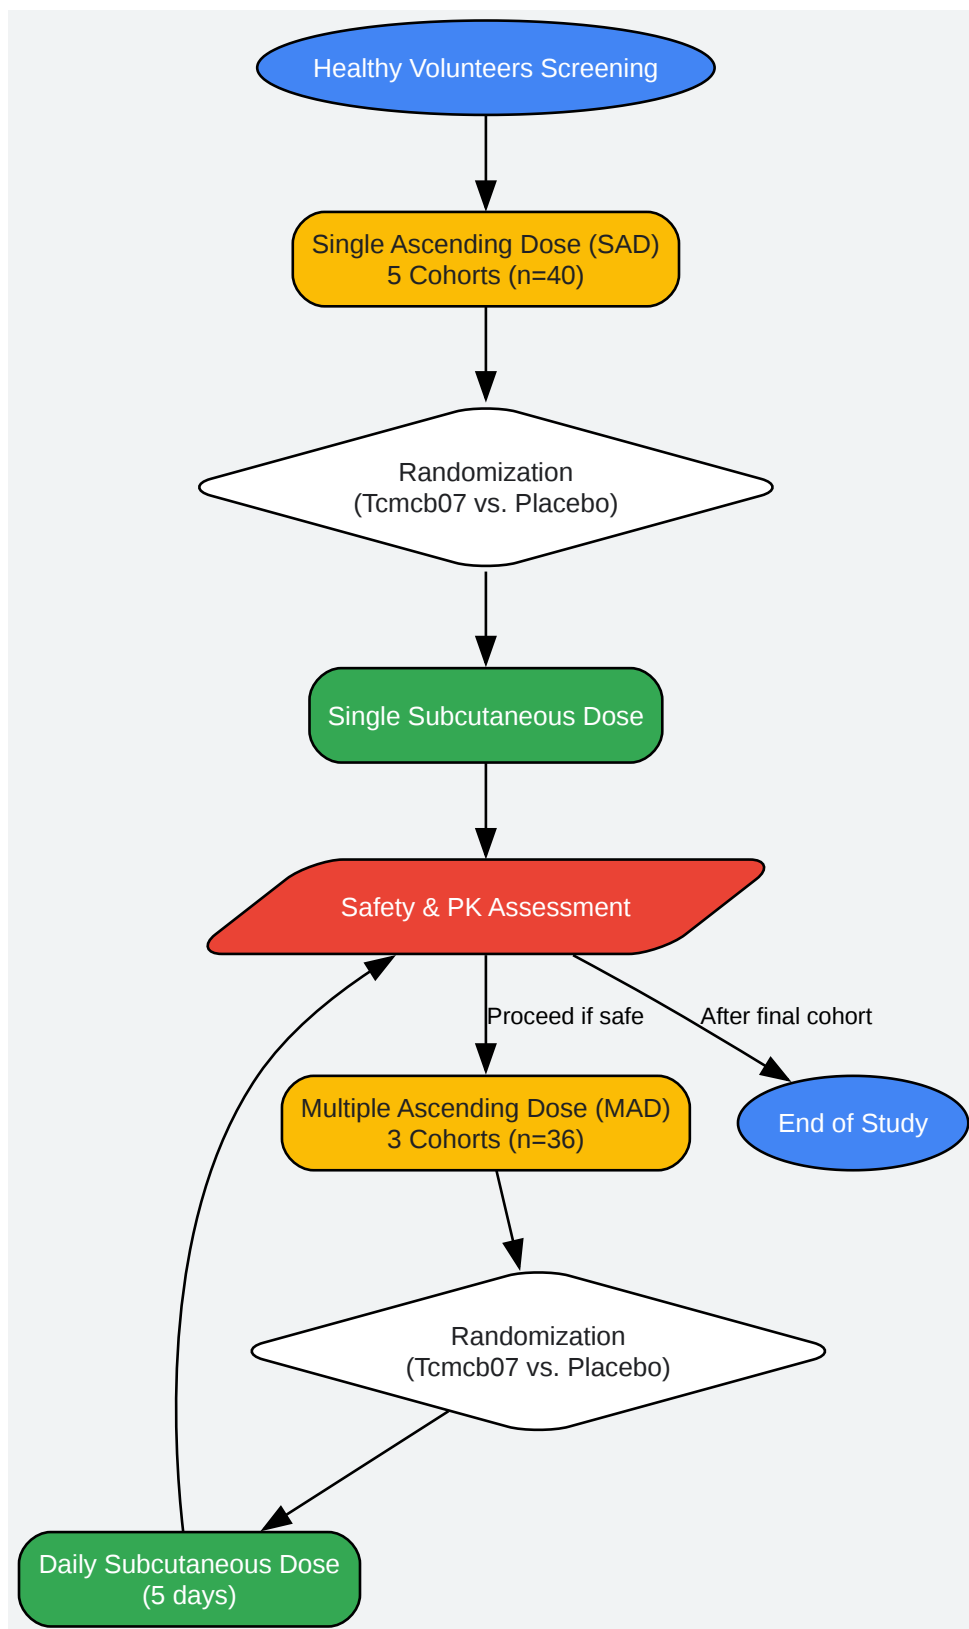 Healthy Volunteers Screening
Single Ascending Dose (SAD)
5 Cohorts (n=40)
Randomization
(Tcmcb07 vs. Placebo)
Single Subcutaneous Dose
Safety & PK Assessment
Proceed if safe
After final cohort
Multiple Ascending Dose (MAD)
3 Cohorts (n=36)
End of Study
Randomization
(Tcmcb07 vs. Placebo)
Daily Subcutaneous Dose
(5 days)